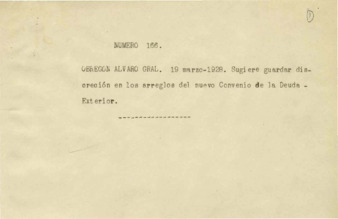 NUMERO 166.
OBREGON ALVARO GRAL. 19 marzo-1928. Sugiere guardar dis-
creción en los arreglos del nuevo Convenio de la Deuda -
Exterior.